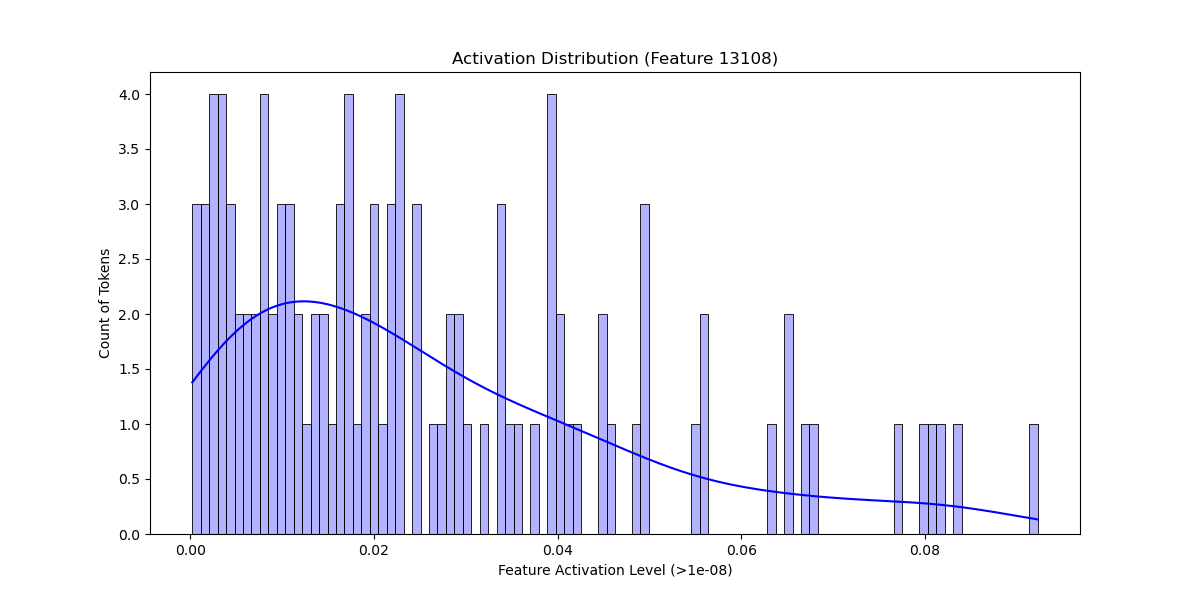 Activation Distribution (Feature 13108)
Count of Tokens
4.0
3.5
3.0
2.5
2.0
1.5
1.0
0.5
0.0
0.00 0.02 0.04 0.06 0.08
Feature Activation Level (>1e-08)